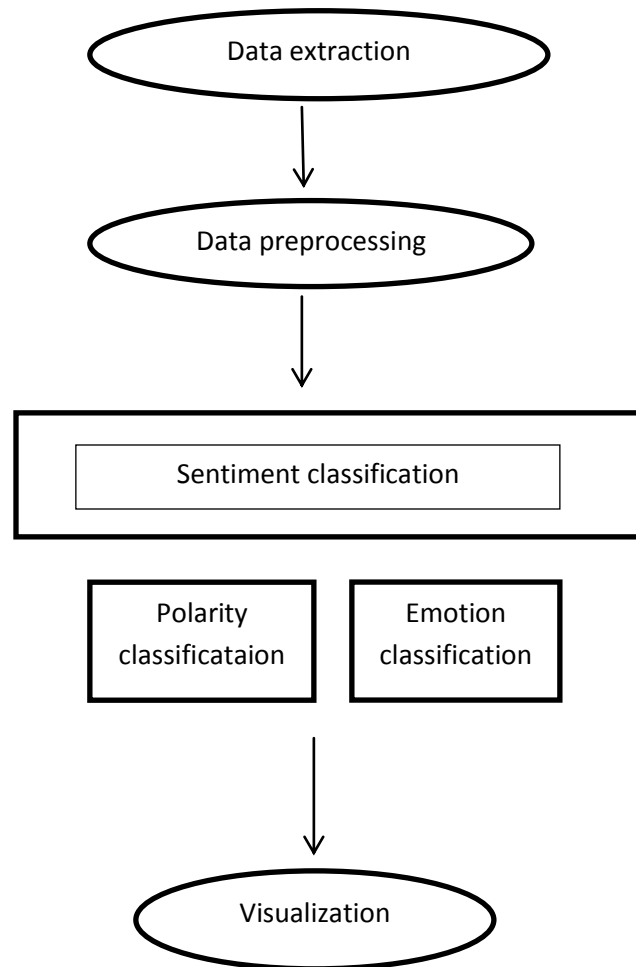 Data extraction
Data preprocessing
Sentiment classification
Polarity
classificataion
Emotion
classification
Visualization